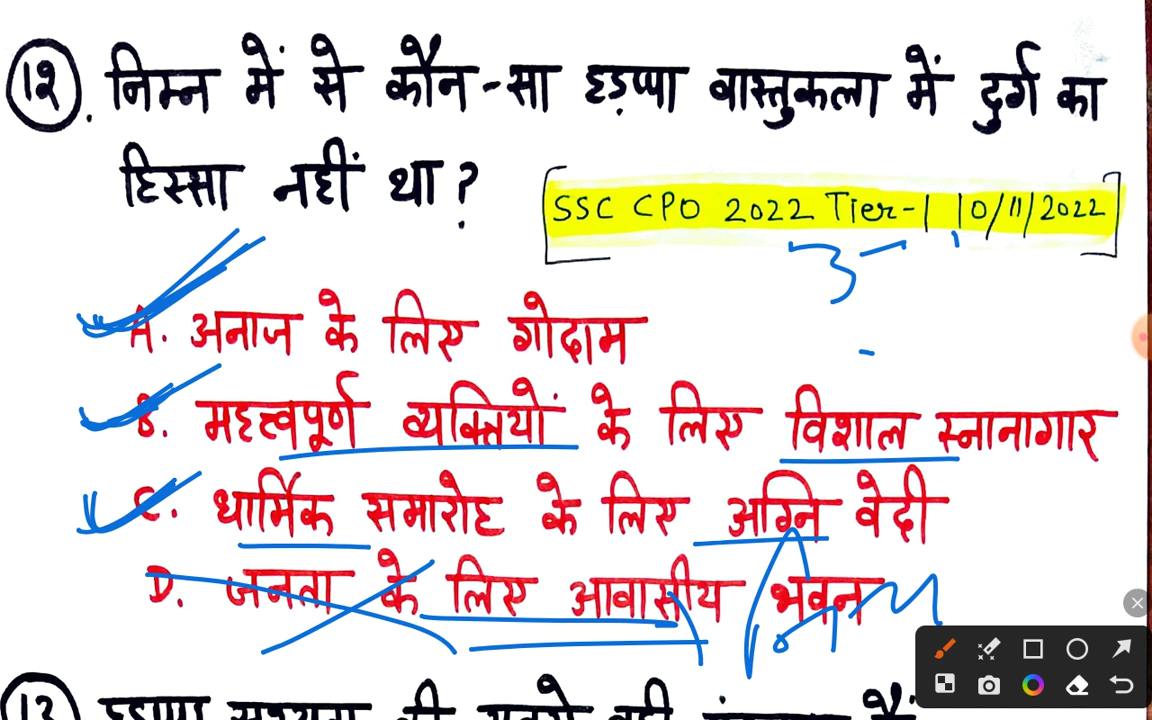 १२. निम्न में से कौन-सा हड़प्पा वास्तुकला में दुर्ग का
हिस्सा नहीं था?
[SSC CPO 2022 Tier-1 10/11/2022]
A. अनाज के लिए गोदाम
B. महत्त्वपूर्ण व्यक्तियों के लिए विशाल स्नानागार
C. धार्मिक समारोह के लिए अग्नि वेदी
D. जनता के लिए आवासीय भवन